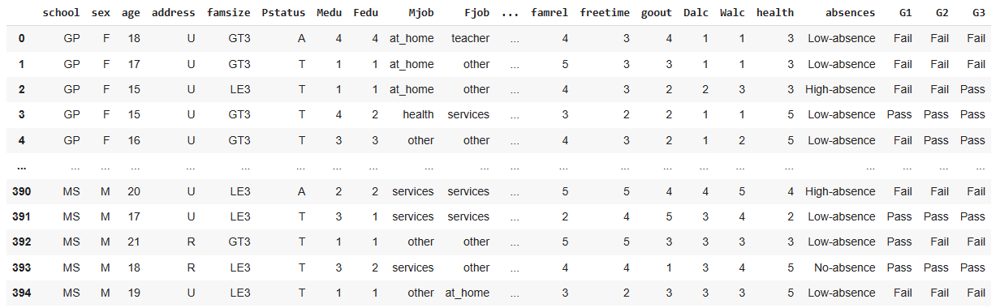 school sex age address famsize Pstatus Medu Fedu Mjob Fjob ... famrel freetime goout Dalc Walc health absences G1 G2 G3
0 GP F 18 U GT3 A 4 4 at_home teacher ... 4 3 4 1 1 3 Low-absence Fail Fail Fail
1 GP F 17 U GT3 T 1 1 at_home other ... 5 3 3 1 1 3 Low-absence Fail Fail Fail
2 GP F 15 U LE3 T 1 1 at_home other ... 4 3 2 2 3 3 High-absence Fail Fail Pass
3 GP F 15 U GT3 T 4 2 health services ... 3 2 2 1 1 5 Low-absence Pass Pass Pass
4 GP F 16 U GT3 T 3 3 other other ... 4 3 2 1 2 5 Low-absence Fail Pass Pass
... ... ... ... ... ... ... ... ... ... ... ... ... ... ... ... ... ... ... ... ... ...
390 MS M 20 U LE3 A 2 2 services services ... 5 5 4 4 5 4 High-absence Fail Fail Fail
391 MS M 17 U LE3 T 3 1 services services ... 2 4 5 3 4 2 Low-absence Pass Pass Pass
392 MS M 21 R GT3 T 1 1 other other ... 5 5 3 3 3 3 Low-absence Pass Fail Fail
393 MS M 18 R LE3 T 3 2 services other ... 4 4 1 3 4 5 No-absence Pass Pass Pass
394 MS M 19 U LE3 T 1 1 other at_home ... 3 2 3 3 3 5 Low-absence Fail Fail Fail